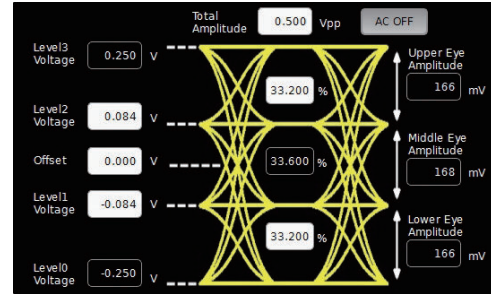 Total Amplitude 0.500 Vpp AC OFF
Level3 Voltage 0.250 V
Upper Eye Amplitude
166 mV
33.200 %
Level2 Voltage 0.084 V
Middle Eye Amplitude
168 mV
Offset 0.000 V
33.600 %
Level1 Voltage -0.084 V
Lower Eye Amplitude
166 mV
33.200 %
Level0 Voltage -0.250 V